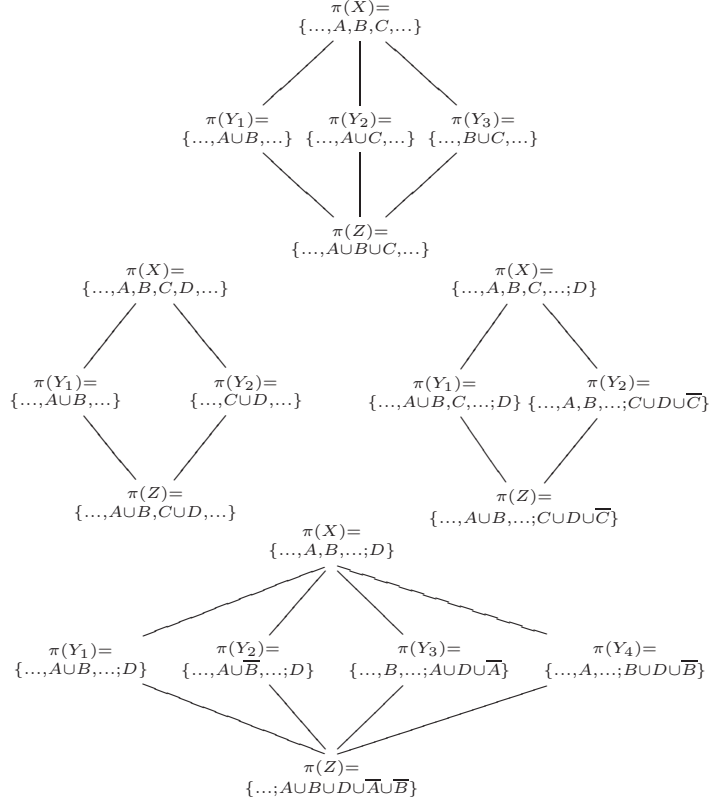 π(X)=
{...,A,B,C,...}
π(Y₁)= π(Y₂)= π(Y₃)=
{...,A∪B,...} {...,A∪C,...} {...,B∪C,...}
π(Z)=
{...,A∪B∪C,...}
π(X)= π(X)=
{...,A,B,C,D,...} {...,A,B,C,...;D}
π(Y₁)= π(Y₂)= π(Y₁)= π(Y₂)=
{...,A∪B,...} {...,C∪D,...} {...,A∪B,C,...;D} {...,A,B,...;C∪D∪C̅}
π(Z)= π(Z)=
{...,A∪B,C∪D,...} {...,A∪B,...;C∪D∪C̅}
π(X)=
{...,A,B,...;D}
π(Y₁)= π(Y₂)= π(Y₃)= π(Y₄)=
{...,A∪B,...;D} {...,A∪B̅,...;D} {...,B,...;A∪D∪A̅} {...,A,...;B∪D∪B̅}
π(Z)=
{...;A∪B∪D∪A̅∪B̅}